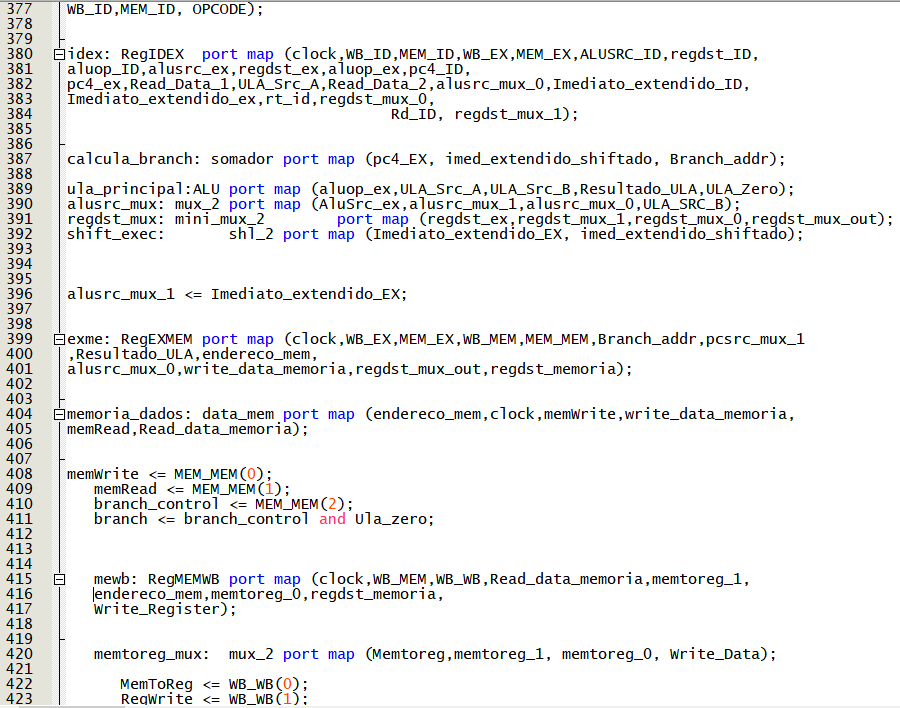 377 WB_ID,MEM_ID, OPCODE);
378
379
380 idex: RegIDEX port map (clock,WB_ID,MEM_ID,WB_EX,MEM_EX,ALUSRC_ID,regdst_ID,
381 aluop_ID,alusrc_ex,regdst_ex,aluop_ex,pc4_ID,
382 pc4_ex,Read_Data_1,ULA_Src_A,Read_Data_2,alusrc_mux_0,Imediato_extendido_ID,
383 Imediato_extendido_ex,rt_id,regdst_mux_0,
384 Rd_ID, regdst_mux_1);
385
386
387 calcula_branch: somador port map (pc4_EX, imed_extendido_shiftado, Branch_addr);
388
389 ula_principal:ALU port map (aluop_ex,ULA_Src_A,ULA_Src_B,Resultado_ULA,ULA_Zero);
390 alusrc_mux: mux_2 port map (AluSrc_ex,alusrc_mux_1,alusrc_mux_0,ULA_SRC_B);
391 regdst_mux: mini_mux_2 port map (regdst_ex,regdst_mux_1,regdst_mux_0,regdst_mux_out);
392 shift_exec: shl_2 port map (Imediato_extendido_EX, imed_extendido_shiftado);
393
394
395
396 alusrc_mux_1 <= Imediato_extendido_EX;
397
398
399 exme: RegEXMEM port map (clock,WB_EX,MEM_EX,WB_MEM,MEM_MEM,Branch_addr,pcsrc_mux_1
400 ,Resultado_ULA,endereco_mem,
401 alusrc_mux_0,write_data_memoria,regdst_mux_out,regdst_memoria);
402
403
404 memoria_dados: data_mem port map (endereco_mem,clock,memWrite,write_data_memoria,
405 memRead,Read_data_memoria);
406
407
408 memWrite <= MEM_MEM(0);
409 memRead <= MEM_MEM(1);
410 branch_control <= MEM_MEM(2);
411 branch <= branch_control and Ula_zero;
412
413
414
415 mewb: RegMEMWB port map (clock,WB_MEM,WB_WB,Read_data_memoria,memtoreg_1,
416 endereco_mem,memtoreg_0,regdst_memoria,
417 Write_Register);
418
419
420 memtoreg_mux: mux_2 port map (Memtoreg,memtoreg_1, memtoreg_0, Write_Data);
421
422 MemToReg <= WB_WB(0);
423 RegWrite <= WB_WB(1);